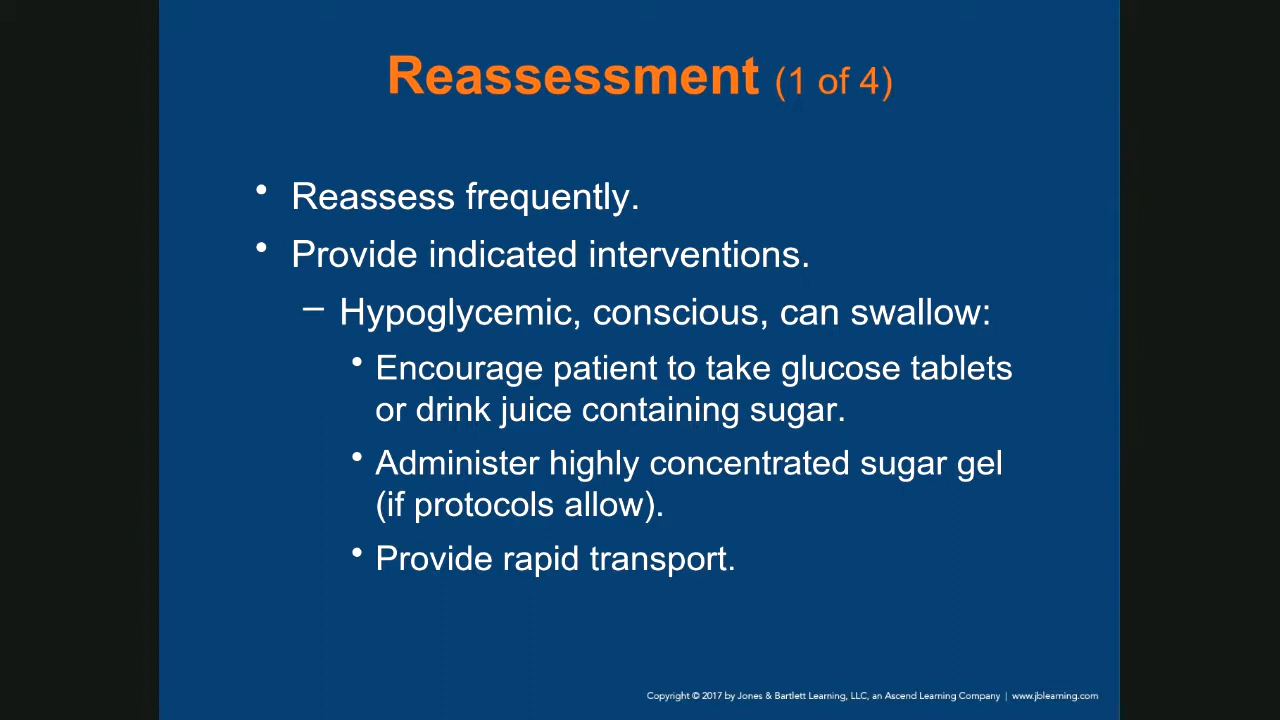 Reassessment (1 of 4)
• Reassess frequently.
• Provide indicated interventions.
– Hypoglycemic, conscious, can swallow:
• Encourage patient to take glucose tablets
or drink juice containing sugar.
• Administer highly concentrated sugar gel
(if protocols allow).
• Provide rapid transport.
Copyright © 2017 by Jones & Bartlett Learning, LLC, an Ascend Learning Company | www.jblearning.com